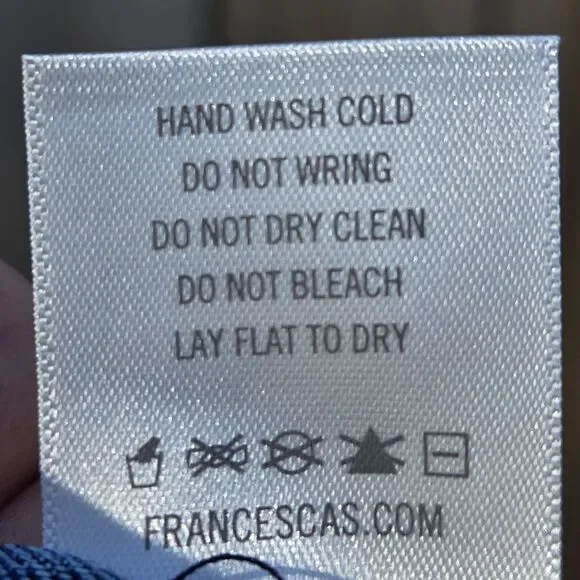 HAND WASH COLD
DO NOT WRING
DO NOT DRY CLEAN
DO NOT BLEACH
LAY FLAT TO DRY
FRANCESCAS.COM